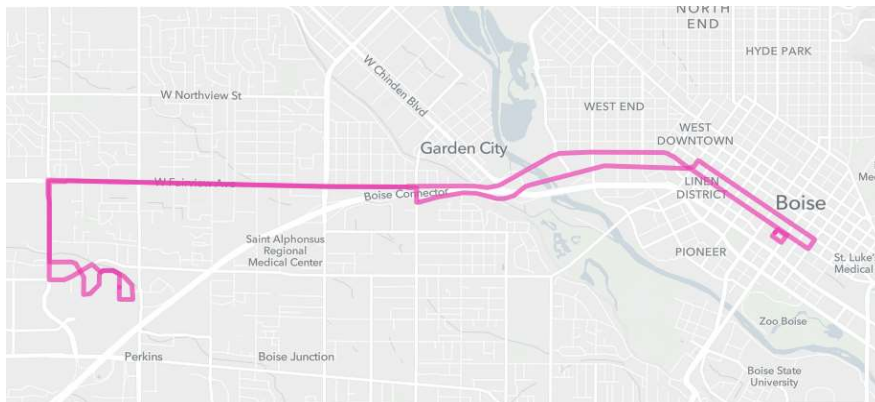 NORTH
END
HYDE PARK
W Chinden Blvd
W Northview St
WEST END
WEST
DOWNTOWN
Garden City
W Fairview Ave
Boise Connector
LINEN
DISTRICT
Boise
Saint Alphonsus
Regional
Medical Center
PIONEER
St. Luke's
Medical
Zoo Boise
Perkins
Boise Junction
Boise State
University